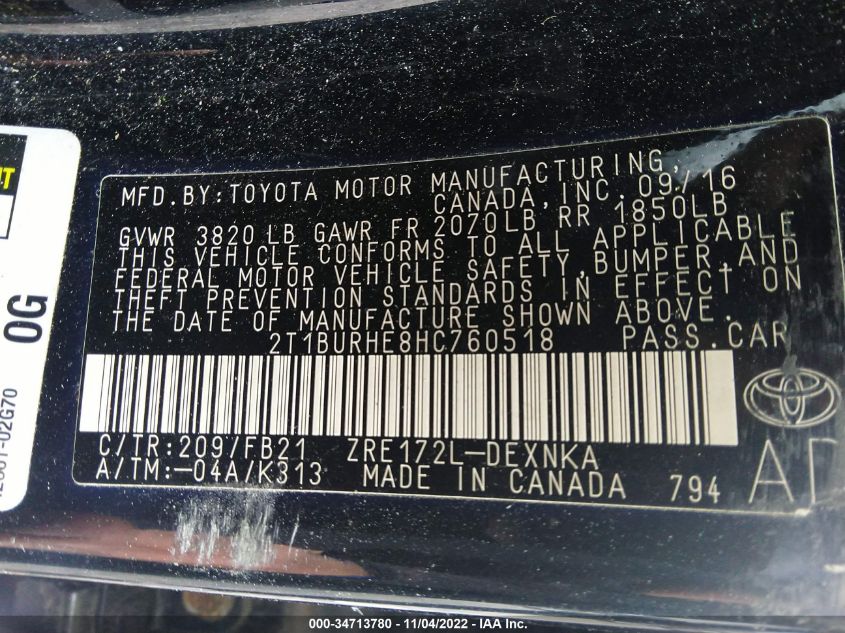 MFD.BY:TOYOTA MOTOR MANUFACTURING,
CANADA,INC. 09/16
GVWR 3820 LB GAWR FR 2070LB RR 1850LB
THIS VEHICLE CONFORMS TO ALL APPLICABLE
FEDERAL MOTOR VEHICLE SAFETY,BUMPER,AND
THEFT PREVENTION STANDARDS IN EFFECT ON
THE DATE OF MANUFACTURE SHOWN ABOVE.
2T1BURHE8HC760518 PASS.CAR
C/TR:209/FB21 ZRE172L-DEXNKA
A/TM:-04A/K313 MADE IN CANADA 794
0G
02G70
000-34713780 - 11/04/2022 - IAA Inc.